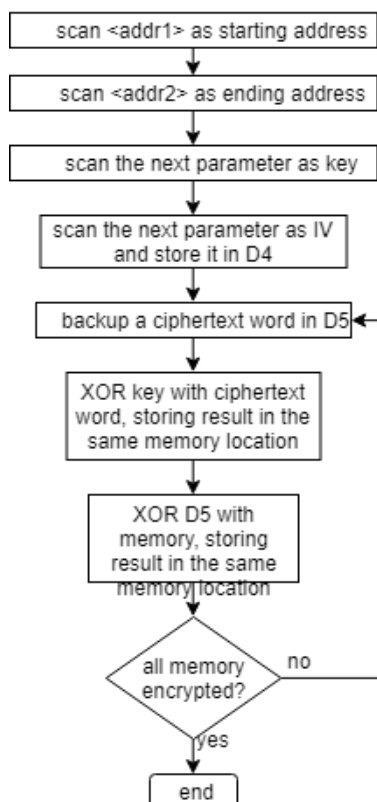 scan <addr1> as starting address
scan <addr2> as ending address
scan the next parameter as key
scan the next parameter as IV
and store it in D4
backup a ciphertext word in D5
XOR key with ciphertext
word, storing result in the
same memory location
XOR D5 with
memory, storing
result in the same
memory location
all memory
encrypted?
no
yes
end